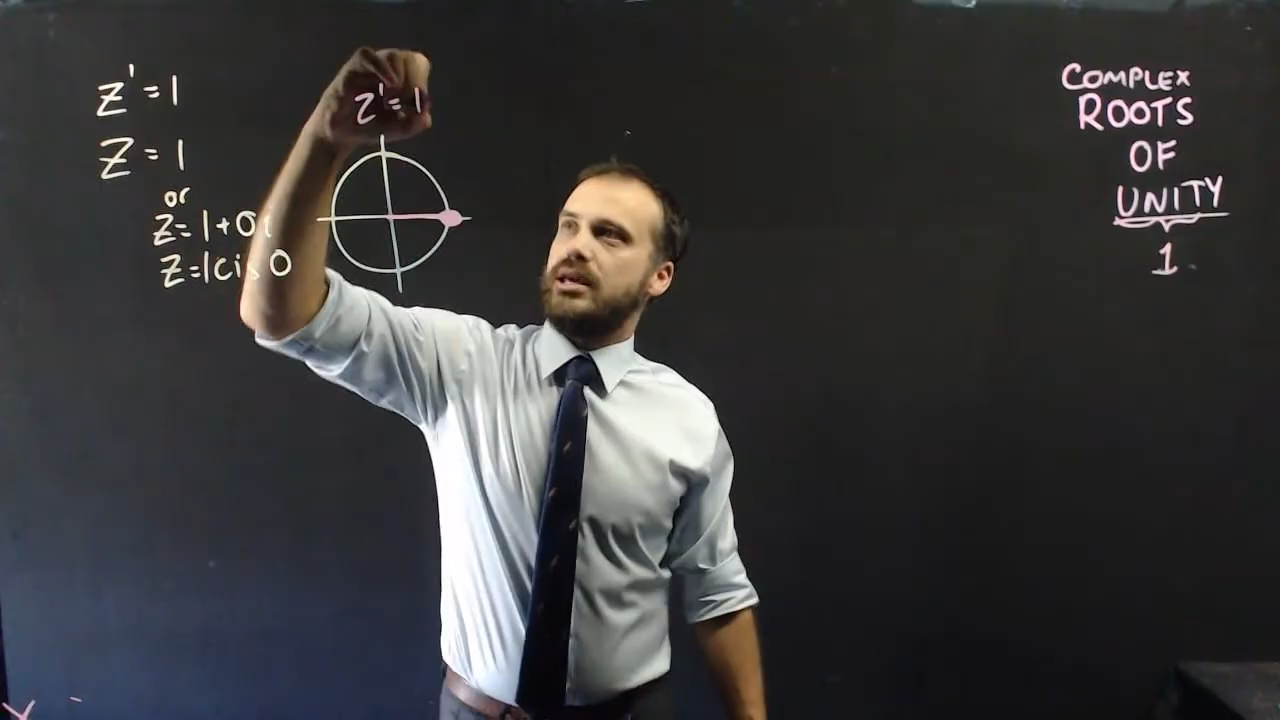 z¹ = 1
z = 1
or
z = 1 + 0i
z = 1 cis 0
z¹ = 1
COMPLEX
ROOTS
OF
UNITY
1